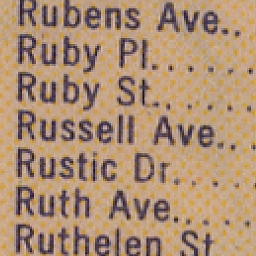 Rubens Ave..
Ruby Pl......
Ruby St......
Russell Ave..
Rustic Dr.....
Ruth Ave.....
Ruthelen St